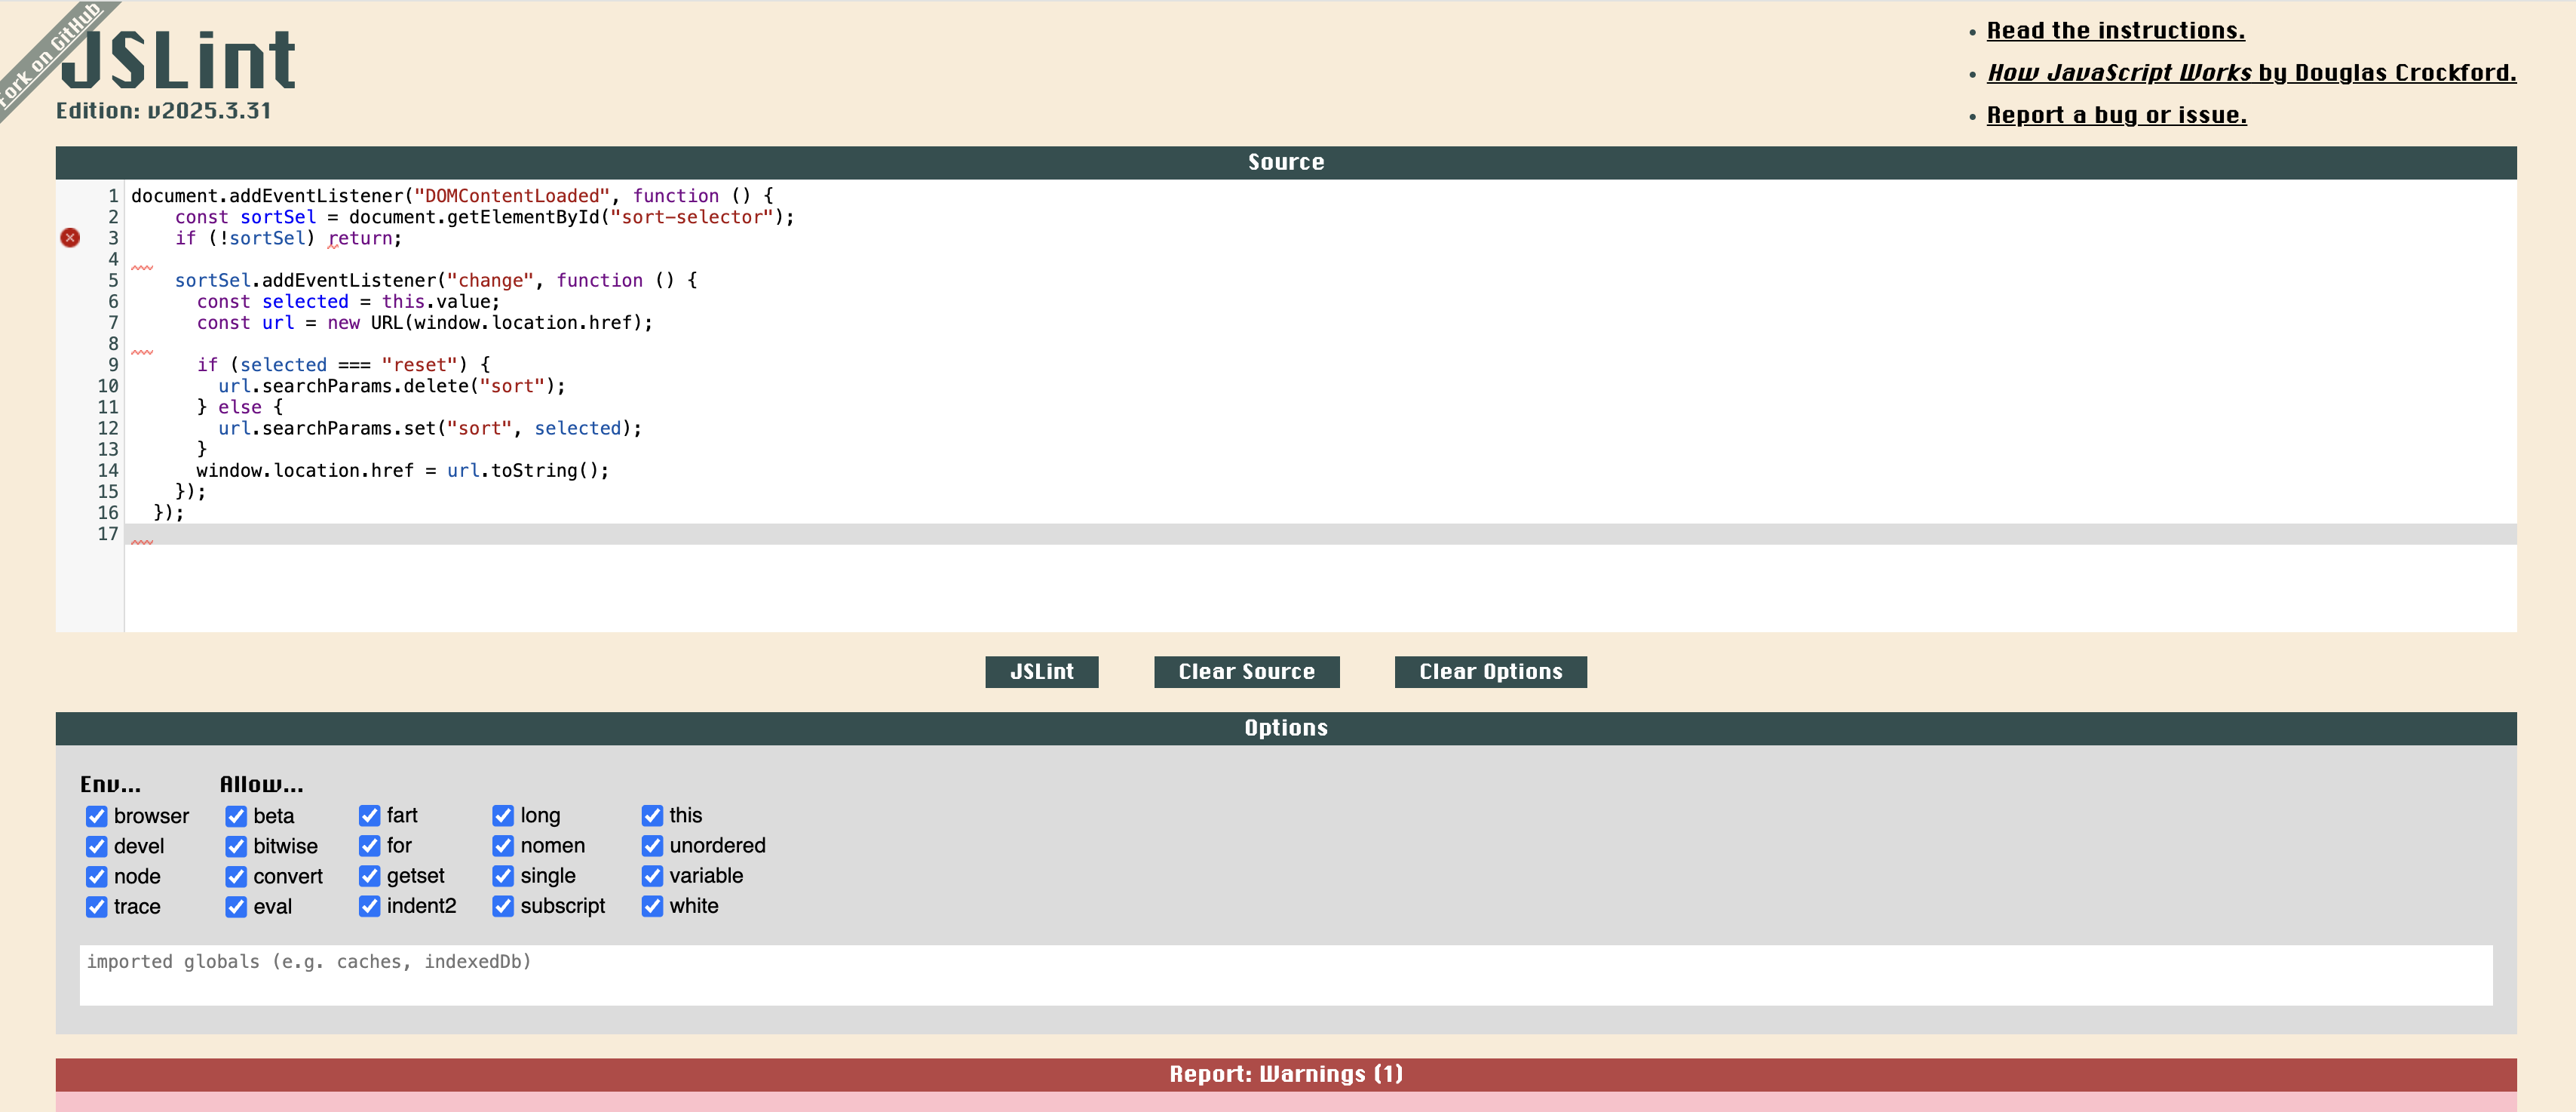 Fork on GitHub
JSLint
Edition: v2025.3.31
• Read the instructions.
• How JavaScript Works by Douglas Crockford.
• Report a bug or issue.
Source
1 document.addEventListener("DOMContentLoaded", function () {
2     const sortSel = document.getElementById("sort-selector");
3     if (!sortSel) return;
4
5     sortSel.addEventListener("change", function () {
6       const selected = this.value;
7       const url = new URL(window.location.href);
8
9       if (selected === "reset") {
10         url.searchParams.delete("sort");
11       } else {
12         url.searchParams.set("sort", selected);
13       }
14       window.location.href = url.toString();
15     });
16   });
17
JSLint Clear Source Clear Options
Options
Env... Allow...
browser beta fart long this
devel bitwise for nomen unordered
node convert getset single variable
trace eval indent2 subscript white
imported globals (e.g. caches, indexedDb)
Report: Warnings (1)